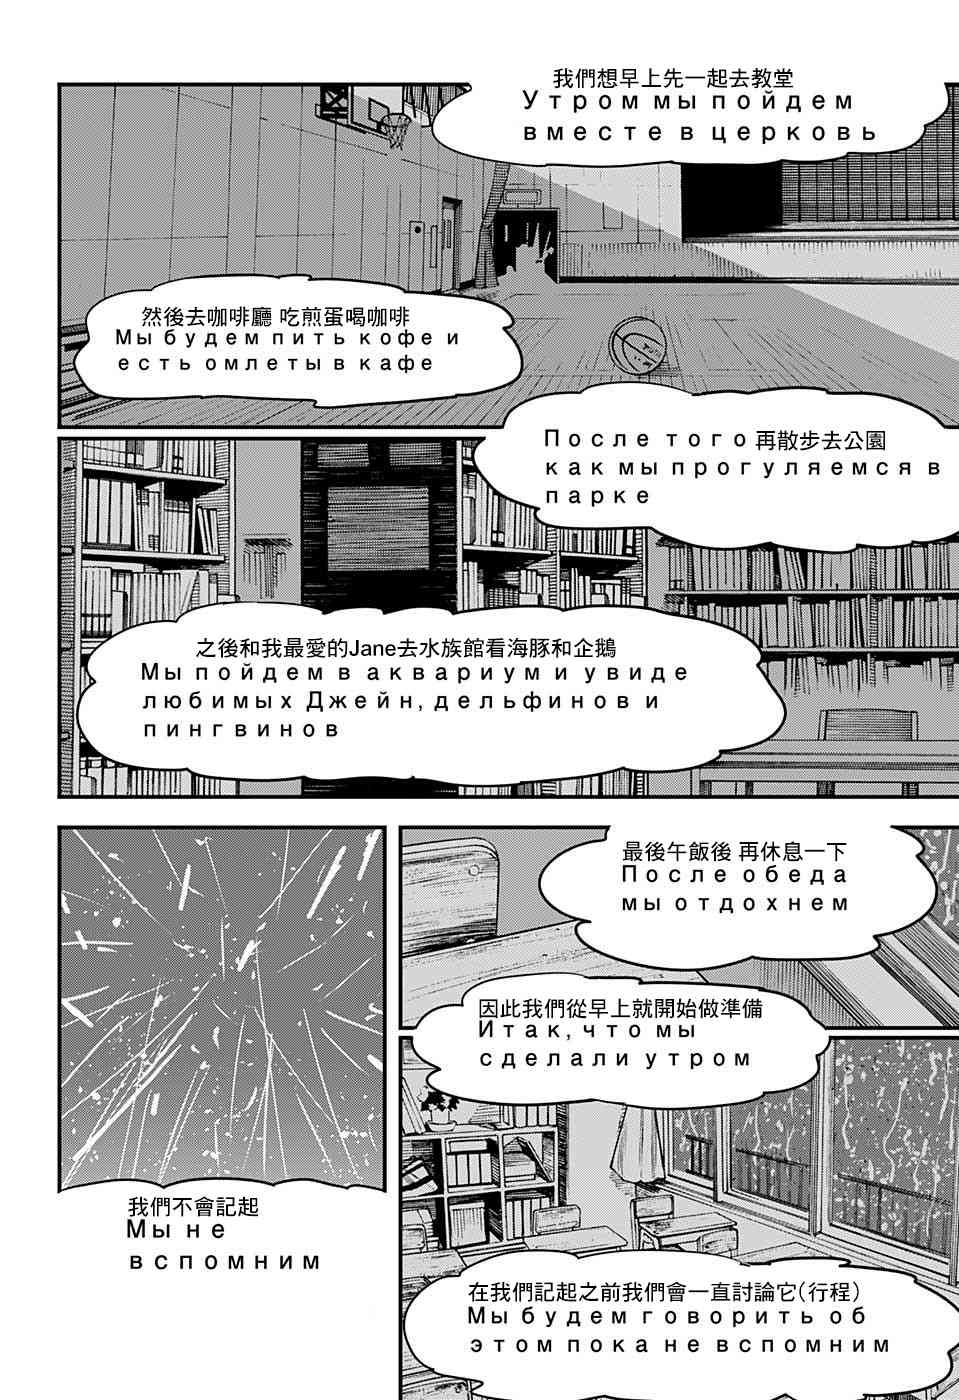 我們想早上先一起去教堂
Утром мы пойдем
вместе в церковь
然後去咖啡廳 吃煎蛋喝咖啡
Мы будем пить кофе и
есть омлеты в кафе
После того 再散步去公園
как мы прогуляемся в
парке
之後和我最愛的Jane去水族館看海豚和企鵝
Мы пойдем в аквариум и увиде
любимых Джейн, дельфинов и
пингвинов
最後午飯後 再休息一下
После обеда
мы отдохнем
因此我們從早上就開始做準備
Итак, что мы
сделали утром
我們不會記起
Мы не
вспомним
在我們記起之前我們會一直討論它(行程)
Мы будем говорить об
этом пока не вспомним